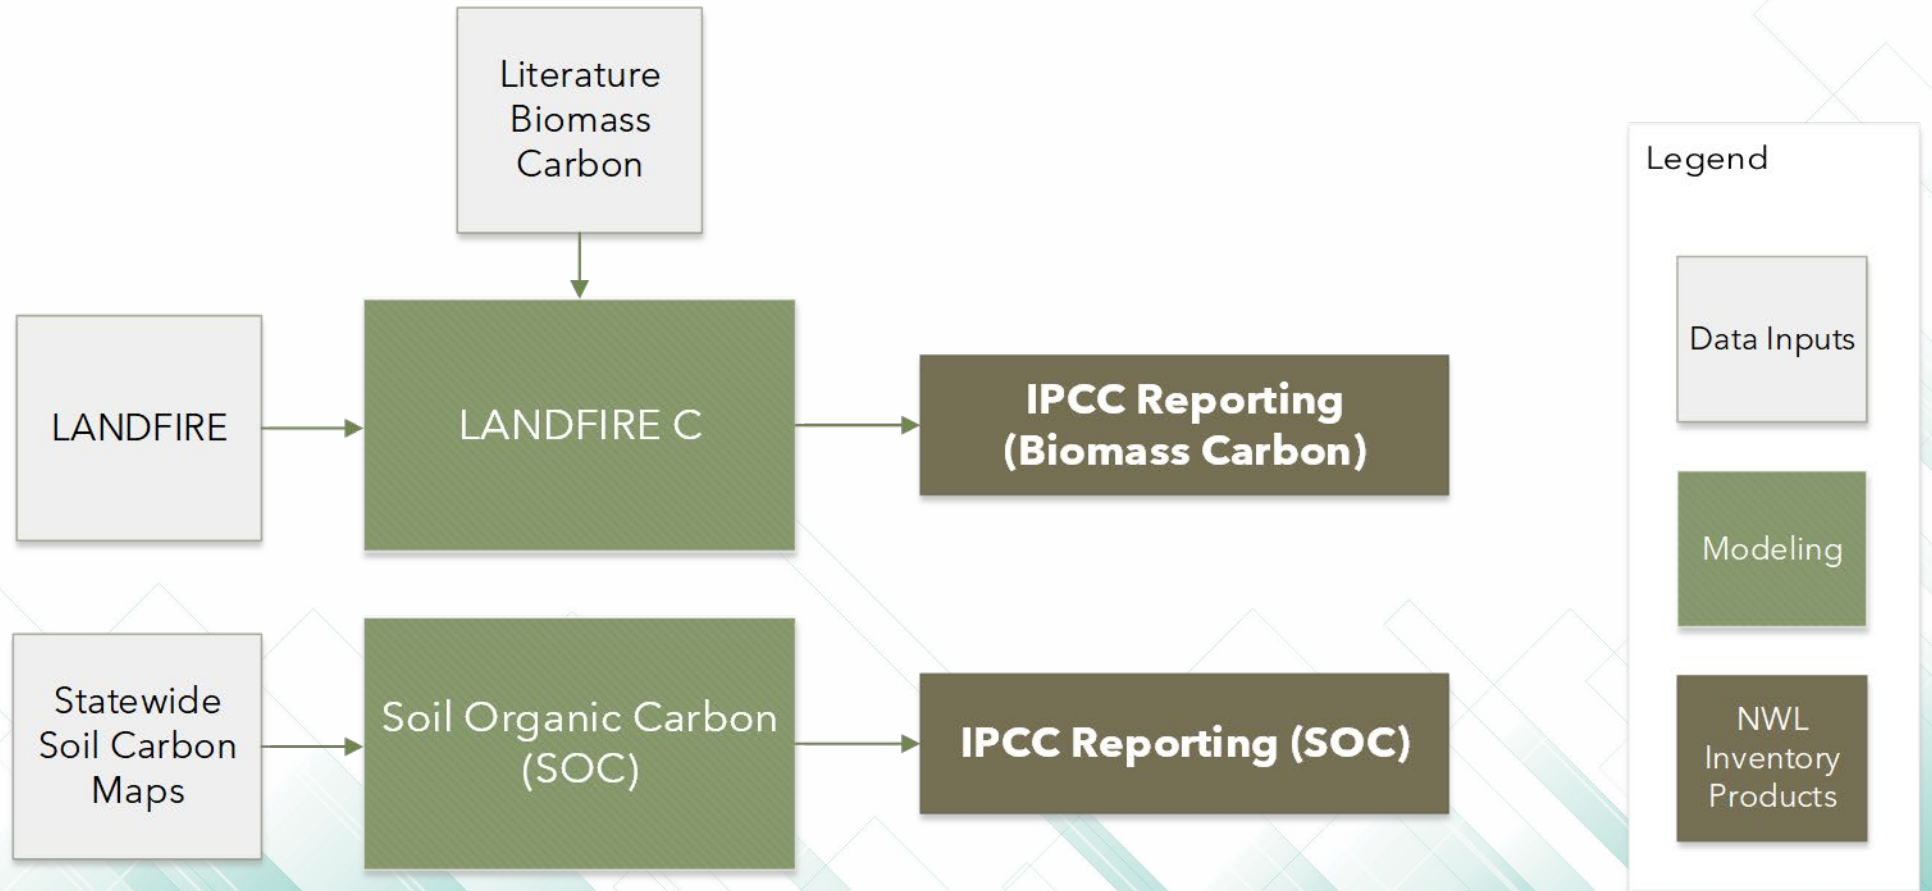 Literature
Biomass
Carbon
LANDFIRE
LANDFIRE C
IPCC Reporting
(Biomass Carbon)
Statewide
Soil Carbon
Maps
Soil Organic Carbon
(SOC)
IPCC Reporting (SOC)
Legend
Data Inputs
Modeling
NWL
Inventory
Products